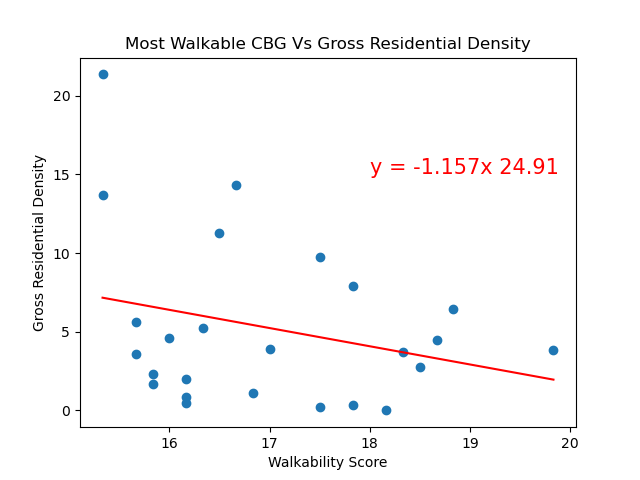 Most Walkable CBG Vs Gross Residential Density
20
y = -1.157x 24.91
15
10
5
0
Gross Residential Density
16 17 18 19 20
Walkability Score